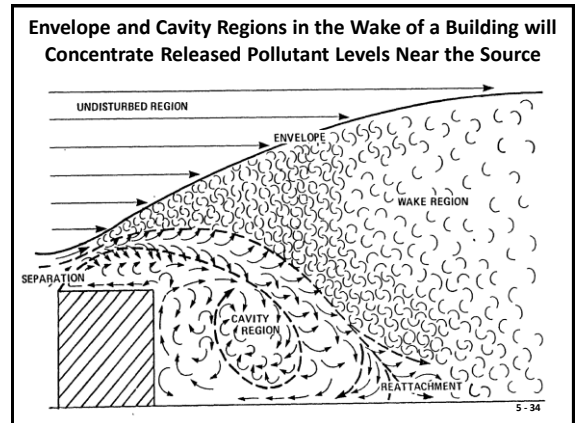 Envelope and Cavity Regions in the Wake of a Building will
Concentrate Released Pollutant Levels Near the Source
UNDISTURBED REGION
ENVELOPE
WAKE REGION
SEPARATION
CAVITY
REGION
REATTACHMENT
5 - 34